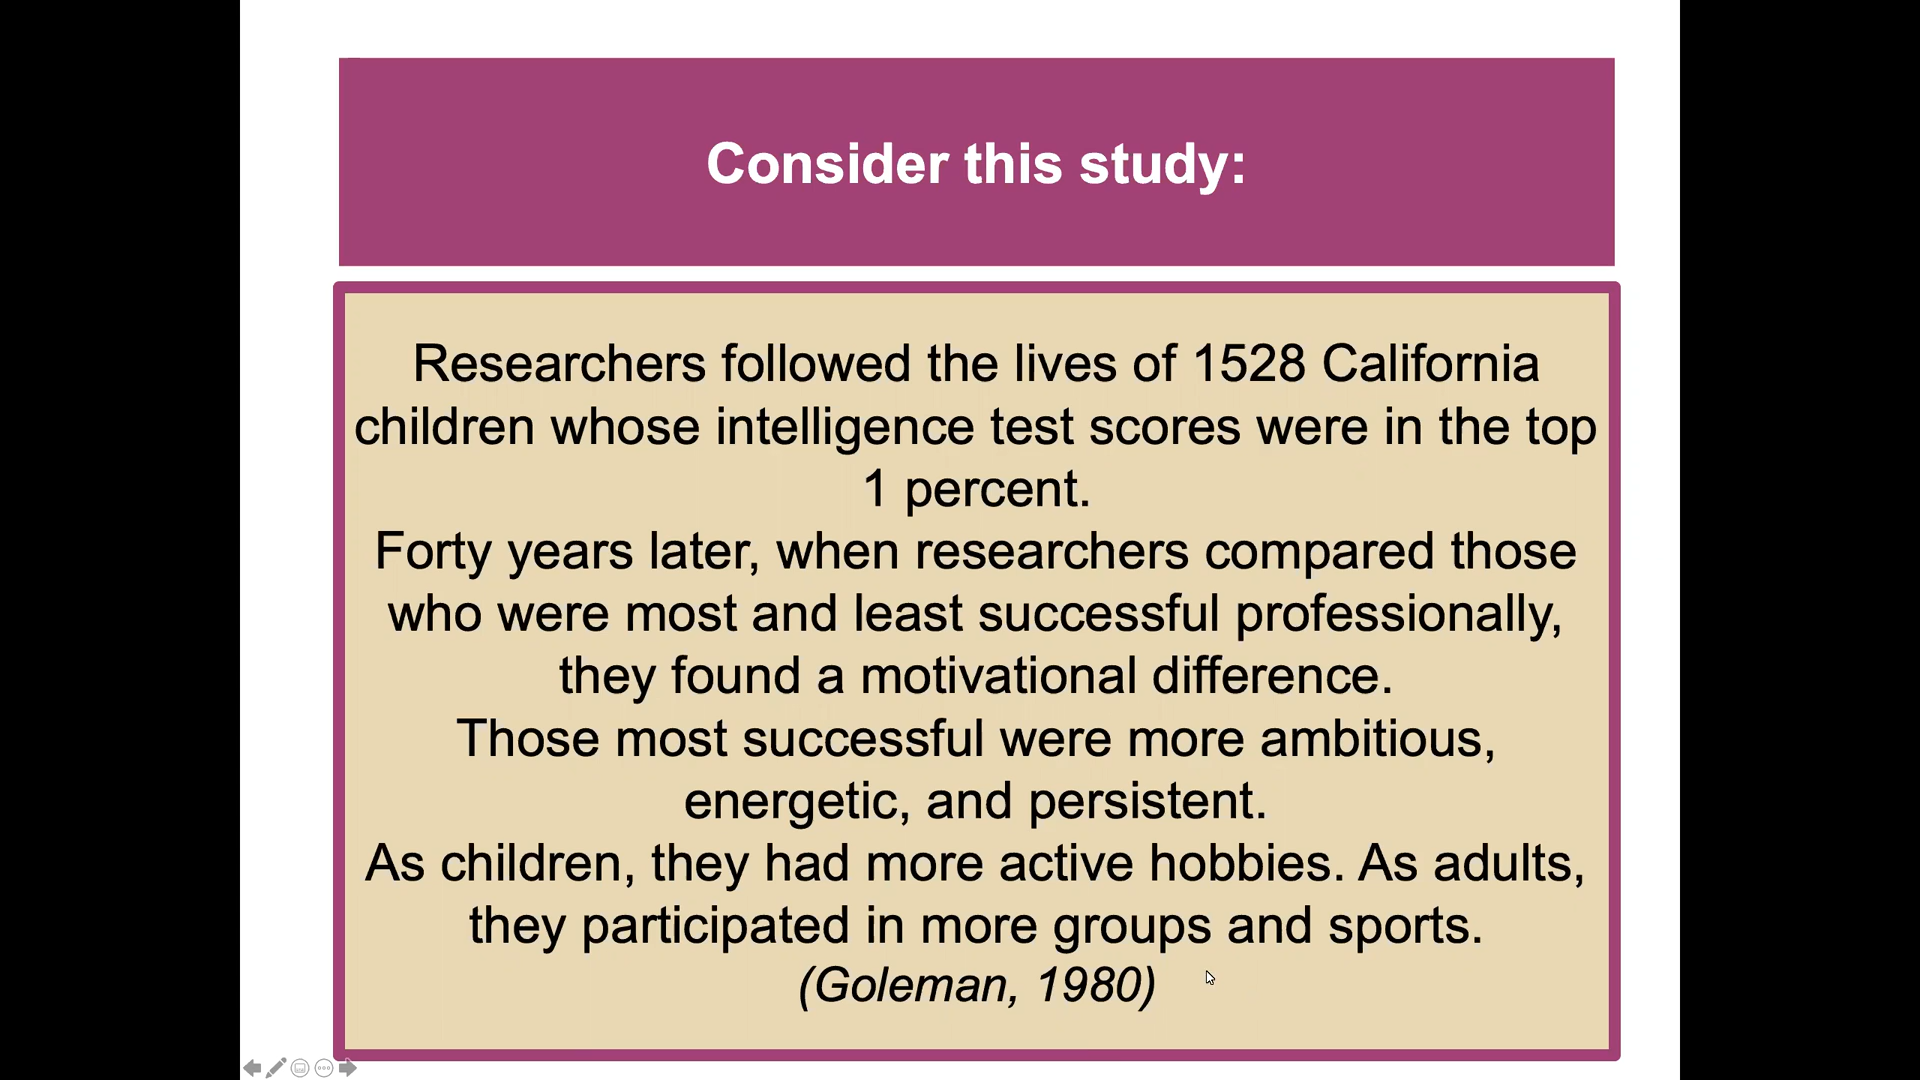 Consider this study:
Researchers followed the lives of 1528 California
children whose intelligence test scores were in the top
1 percent.
Forty years later, when researchers compared those
who were most and least successful professionally,
they found a motivational difference.
Those most successful were more ambitious,
energetic, and persistent.
As children, they had more active hobbies. As adults,
they participated in more groups and sports.
(Goleman, 1980)